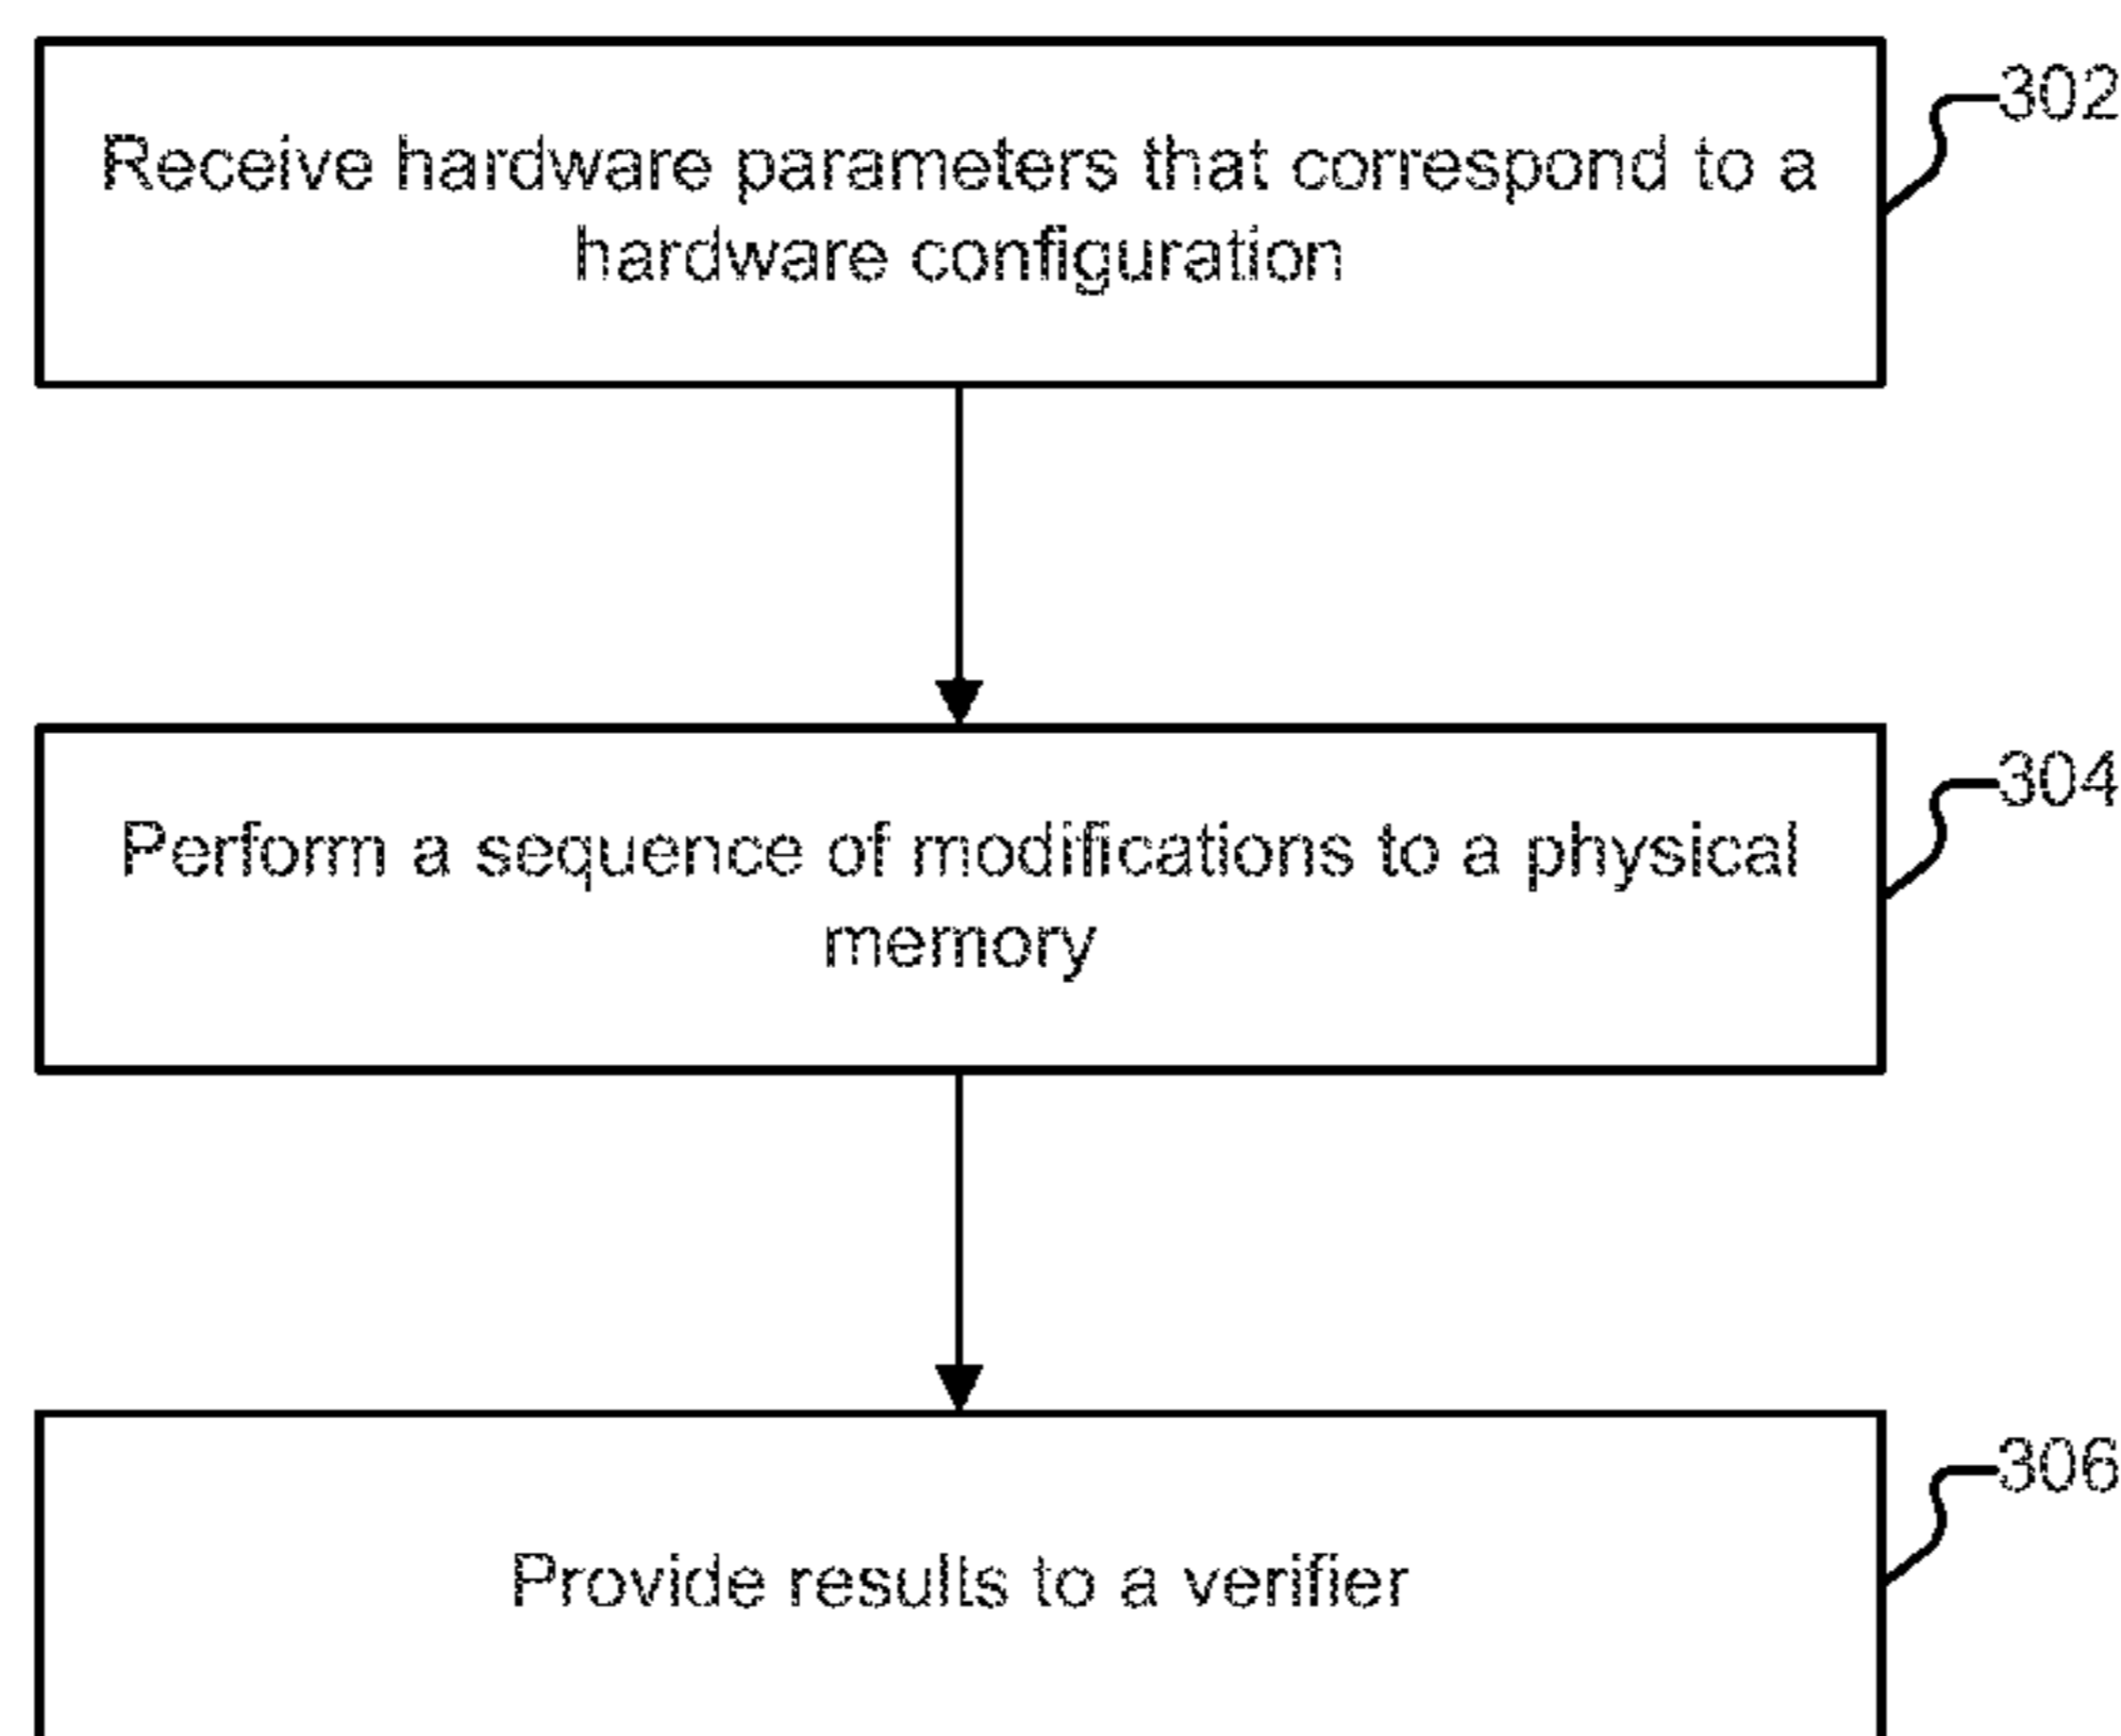 302
Receive hardware parameters that correspond to a
hardware configuration
304
Perform a sequence of modifications to a physical
memory
306
Provide results to a verifier